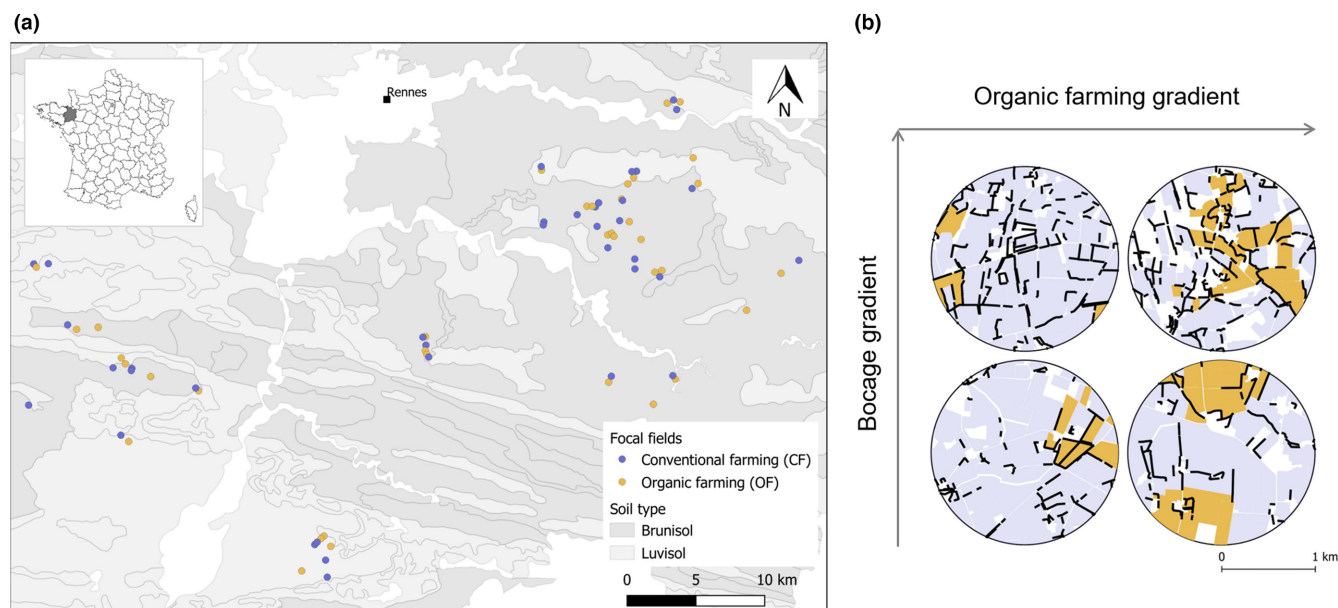 (a)
Rennes
N
Focal fields
Conventional farming (CF)
Organic farming (OF)
Soil type
Brunisol
Luvisol
0 5 10 km
(b)
Organic farming gradient
Bocage gradient
0 1 km